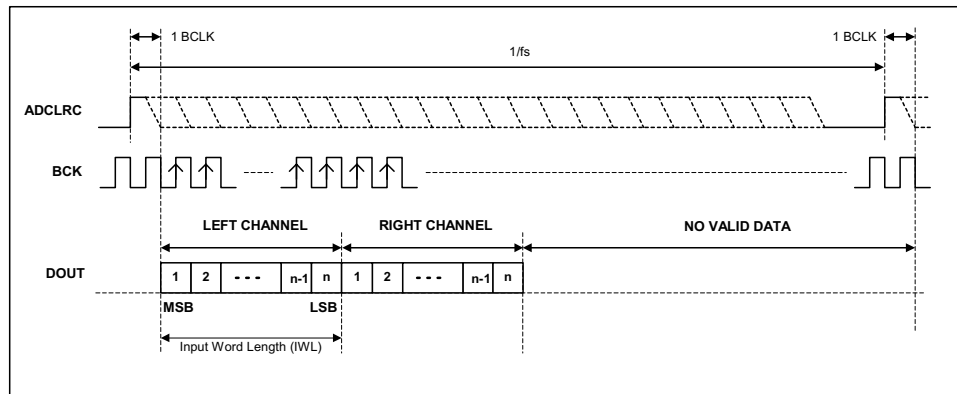 1 BCLK
1 BCLK
1/fs
ADCLRC
BCK
LEFT CHANNEL
RIGHT CHANNEL
NO VALID DATA
DOUT
1 2 - - - n-1 n 1 2 - - - n-1 n
MSB
LSB
Input Word Length (IWL)